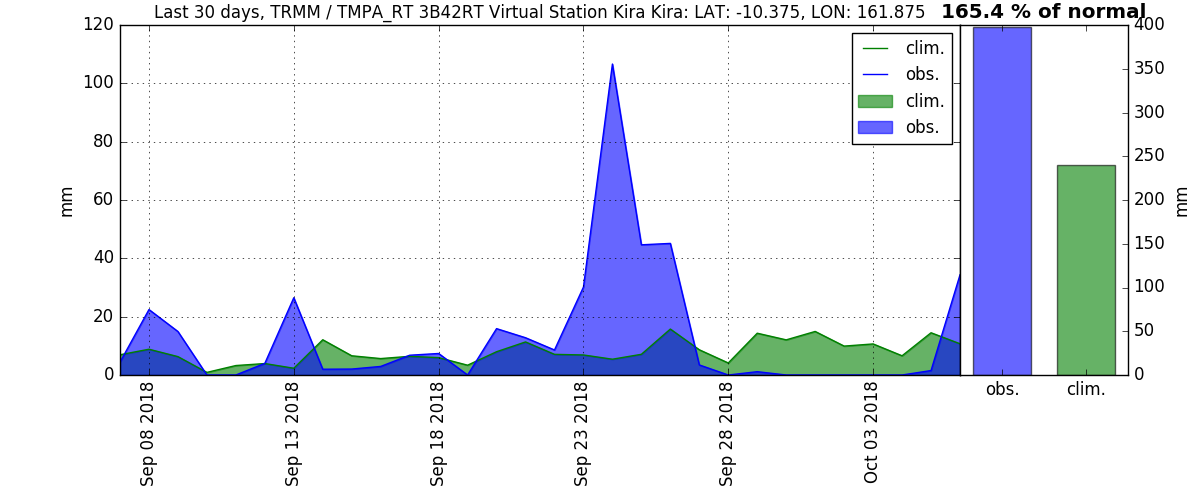 Last 30 days, TRMM / TMPA_RT 3B42RT Virtual Station Kira Kira: LAT: -10.375, LON: 161.875
165.4 % of normal
120
100
80
60
40
20
0
mm
clim.
obs.
clim.
obs.
400
350
300
250
200
150
100
50
0
mm
obs.
clim.
Sep 08 2018
Sep 13 2018
Sep 18 2018
Sep 23 2018
Sep 28 2018
Oct 03 2018